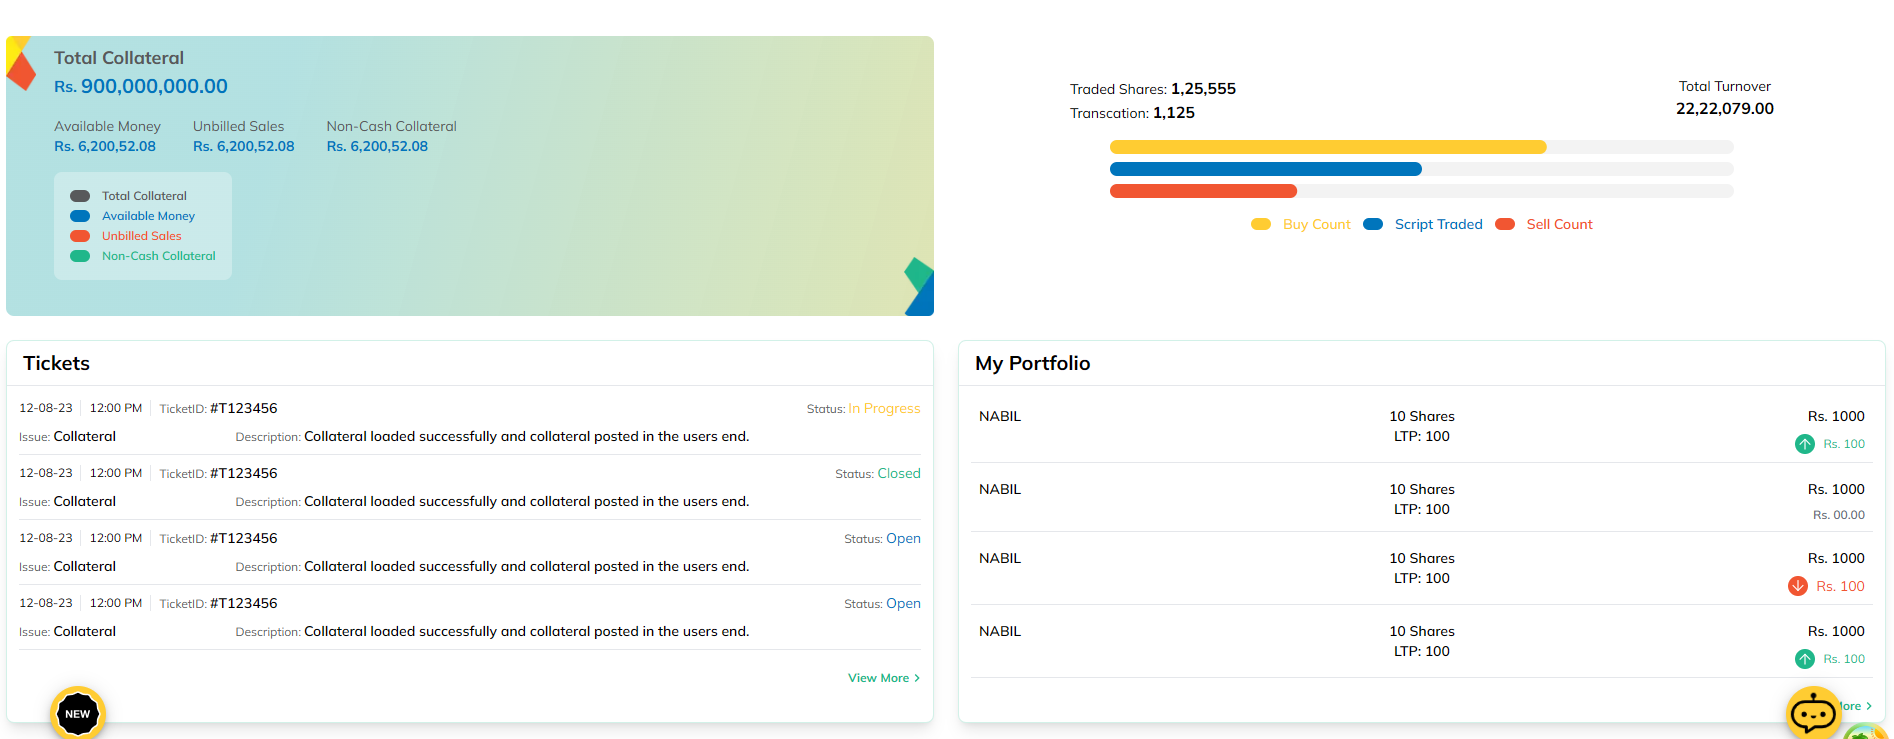 Total Collateral
Rs. 900,000,000.00
Available Money Unbilled Sales Non-Cash Collateral
Rs. 6,200,52.08 Rs. 6,200,52.08 Rs. 6,200,52.08
Total Collateral
Available Money
Unbilled Sales
Non-Cash Collateral
Traded Shares: 1,25,555
Transcation: 1,125
Total Turnover
22,22,079.00
Buy Count Script Traded Sell Count
Tickets
12-08-23 12:00 PM TicketID: #T123456 Status: In Progress
Issue: Collateral Description: Collateral loaded successfully and collateral posted in the users end.
12-08-23 12:00 PM TicketID: #T123456 Status: Closed
Issue: Collateral Description: Collateral loaded successfully and collateral posted in the users end.
12-08-23 12:00 PM TicketID: #T123456 Status: Open
Issue: Collateral Description: Collateral loaded successfully and collateral posted in the users end.
12-08-23 12:00 PM TicketID: #T123456 Status: Open
Issue: Collateral Description: Collateral loaded successfully and collateral posted in the users end.
View More >
NEW
My Portfolio
NABIL 10 Shares Rs. 1000
LTP: 100 Rs. 100
NABIL 10 Shares Rs. 1000
LTP: 100 Rs. 00.00
NABIL 10 Shares Rs. 1000
LTP: 100 Rs. 100
NABIL 10 Shares Rs. 1000
LTP: 100 Rs. 100